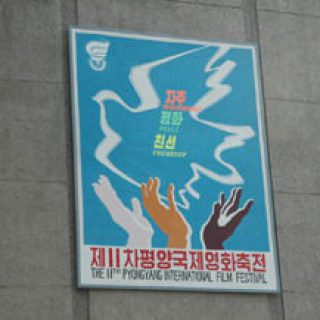 자주
INDEPENDENCE
평화
PEACE
친선
FRIENDSHIP
제11차평양국제영화축전
THE 11TH PYONGYANG INTERNATIONAL FILM FESTIVAL